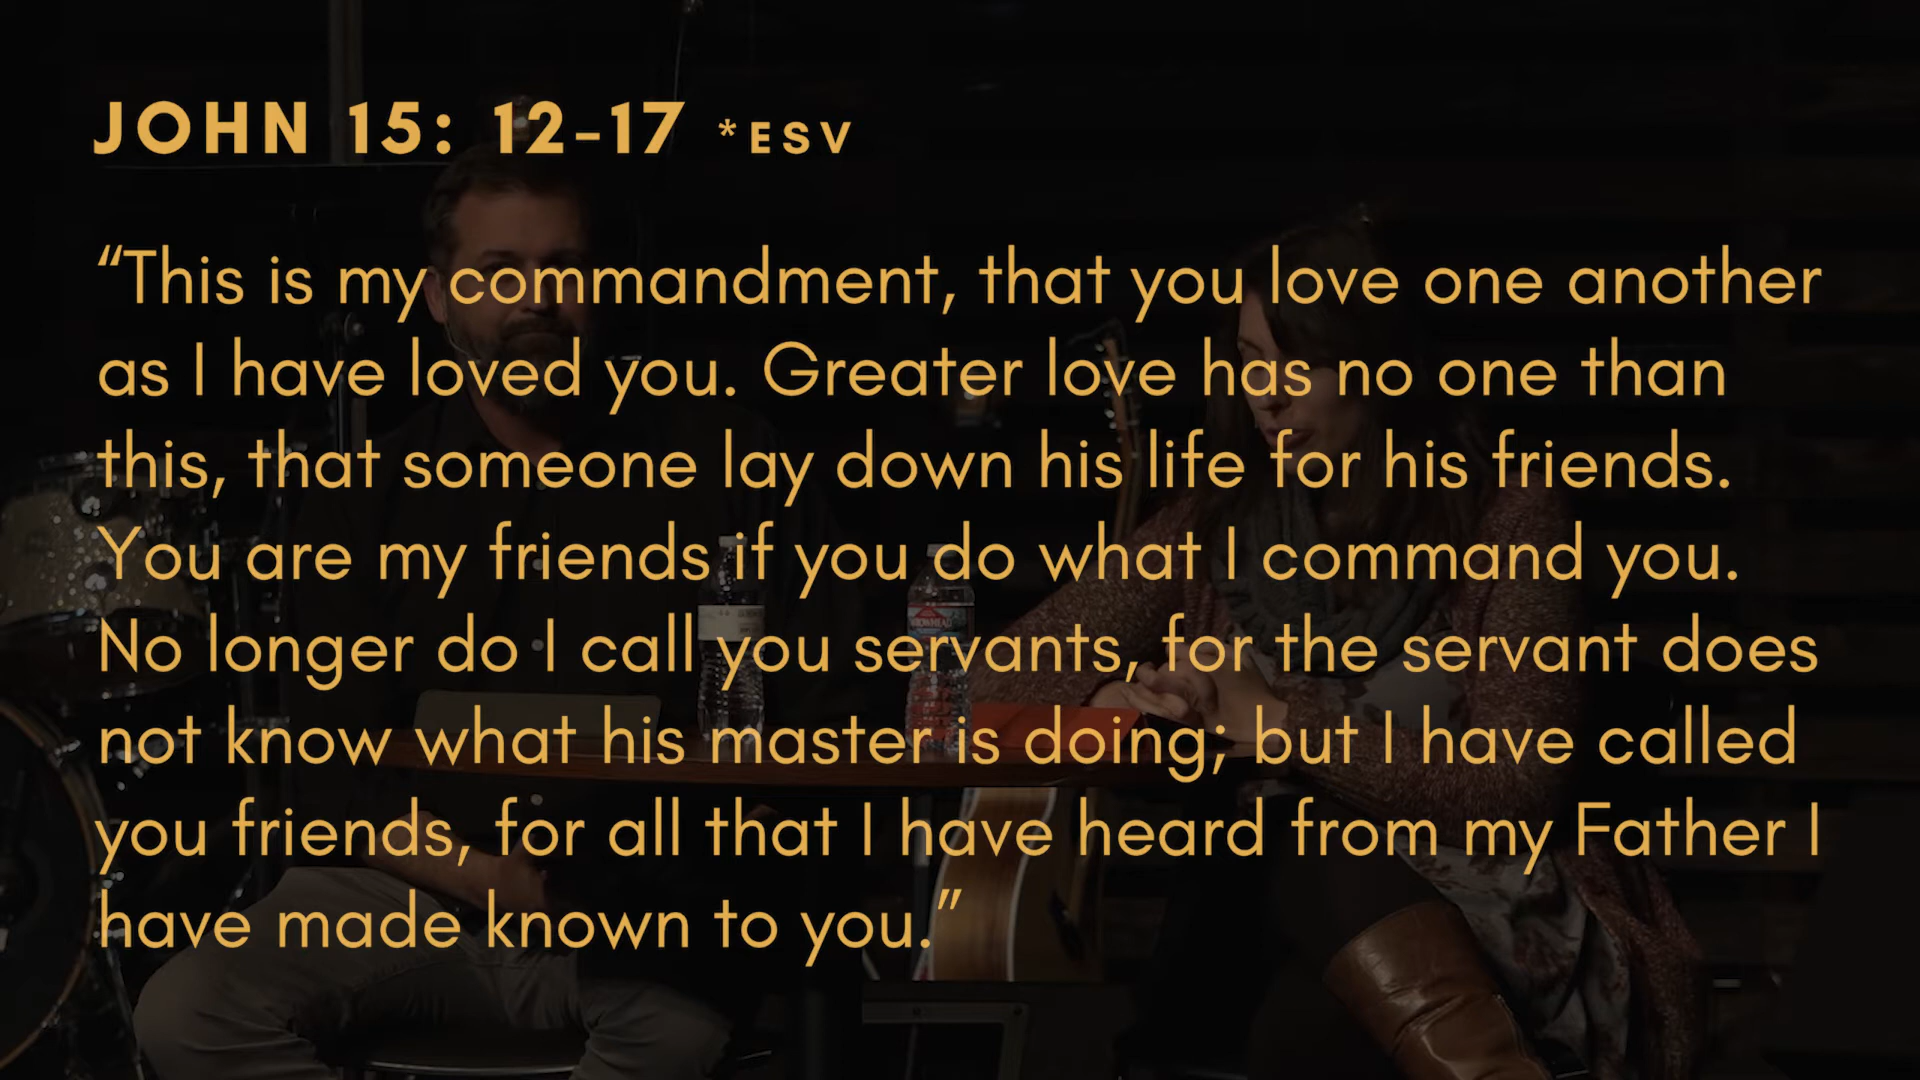 JOHN 15: 12-17 *ESV
“This is my commandment, that you love one another
as I have loved you. Greater love has no one than
this, that someone lay down his life for his friends.
You are my friends if you do what I command you.
No longer do I call you servants, for the servant does
not know what his master is doing; but I have called
you friends, for all that I have heard from my Father I
have made known to you.”
ARROWHEAD